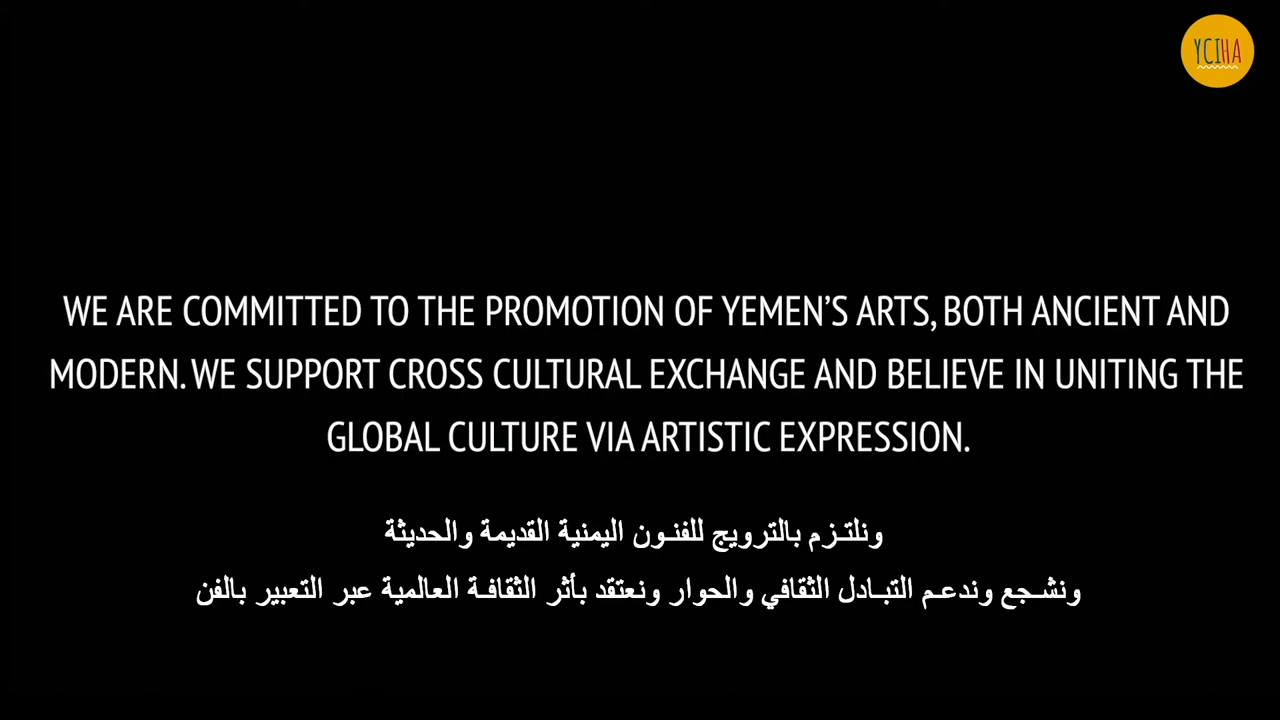 YCIHA
WE ARE COMMITTED TO THE PROMOTION OF YEMEN’S ARTS, BOTH ANCIENT AND
MODERN. WE SUPPORT CROSS CULTURAL EXCHANGE AND BELIEVE IN UNITING THE
GLOBAL CULTURE VIA ARTISTIC EXPRESSION.
ونلتـزم بالترويج للفنـون اليمنية القديمة والحديثة
ونشـجع وندعـم التبـادل الثقافي والحوار ونعتقد بأثر الثقافـة العالمية عبر التعبير بالفن